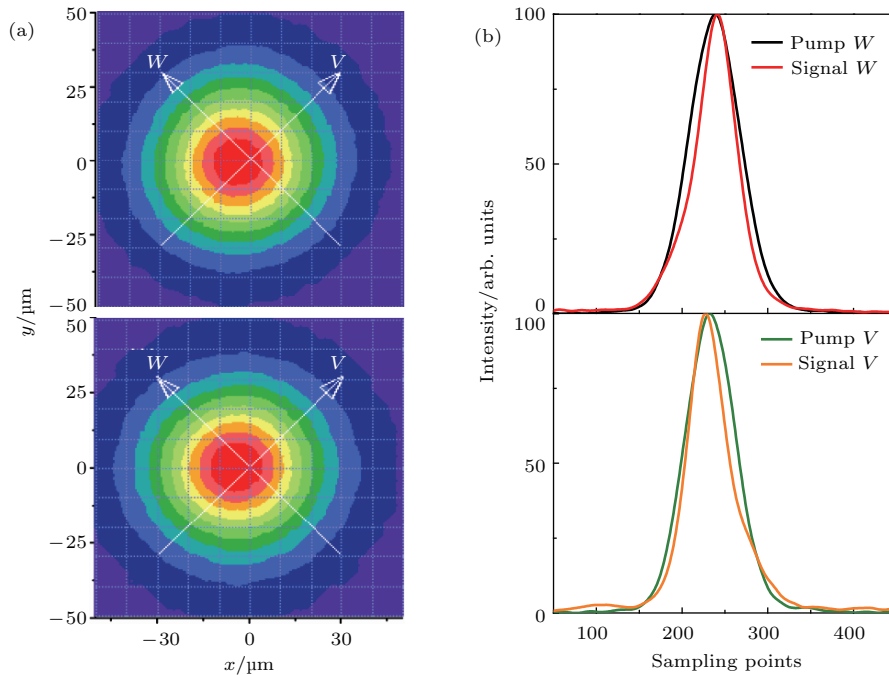 (a)
50
25
0
−25
−50
W
V
50
25
0
−25
−50
W
V
y/µm
−30
0
30
x/µm
(b)
100
50
0
Pump W
Signal W
100
50
0
Pump V
Signal V
Intensity/arb. units
100
200
300
400
Sampling points